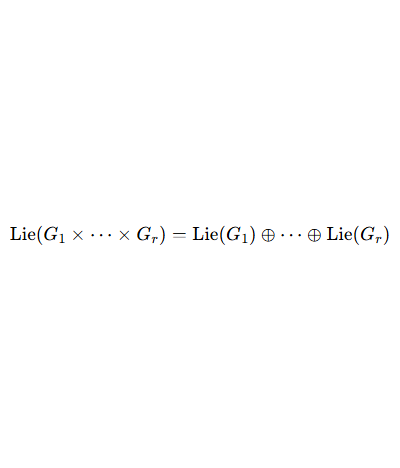 Lie(G₁ × ⋯ × Gᵣ) = Lie(G₁) ⊕ ⋯ ⊕ Lie(Gᵣ)